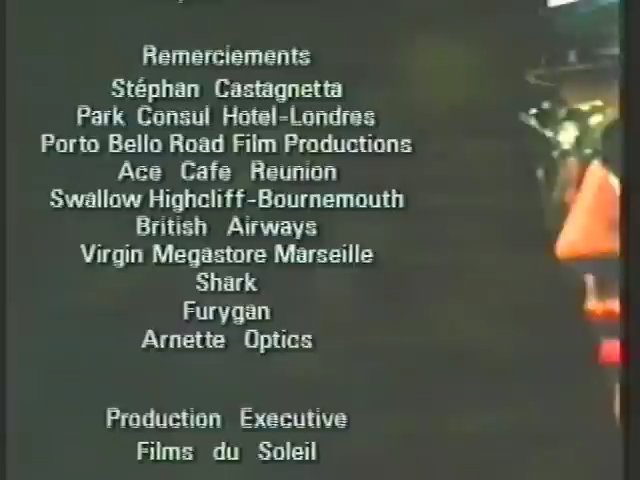 Remerciements
Stéphan Castagnetta
Park Consul Hotel-Londres
Porto Bello Road Film Productions
Ace Cafe Reunion
Swallow Highcliff-Bournemouth
British Airways
Virgin Megastore Marseille
Shark
Furygan
Arnette Optics
Production Executive
Films du Soleil